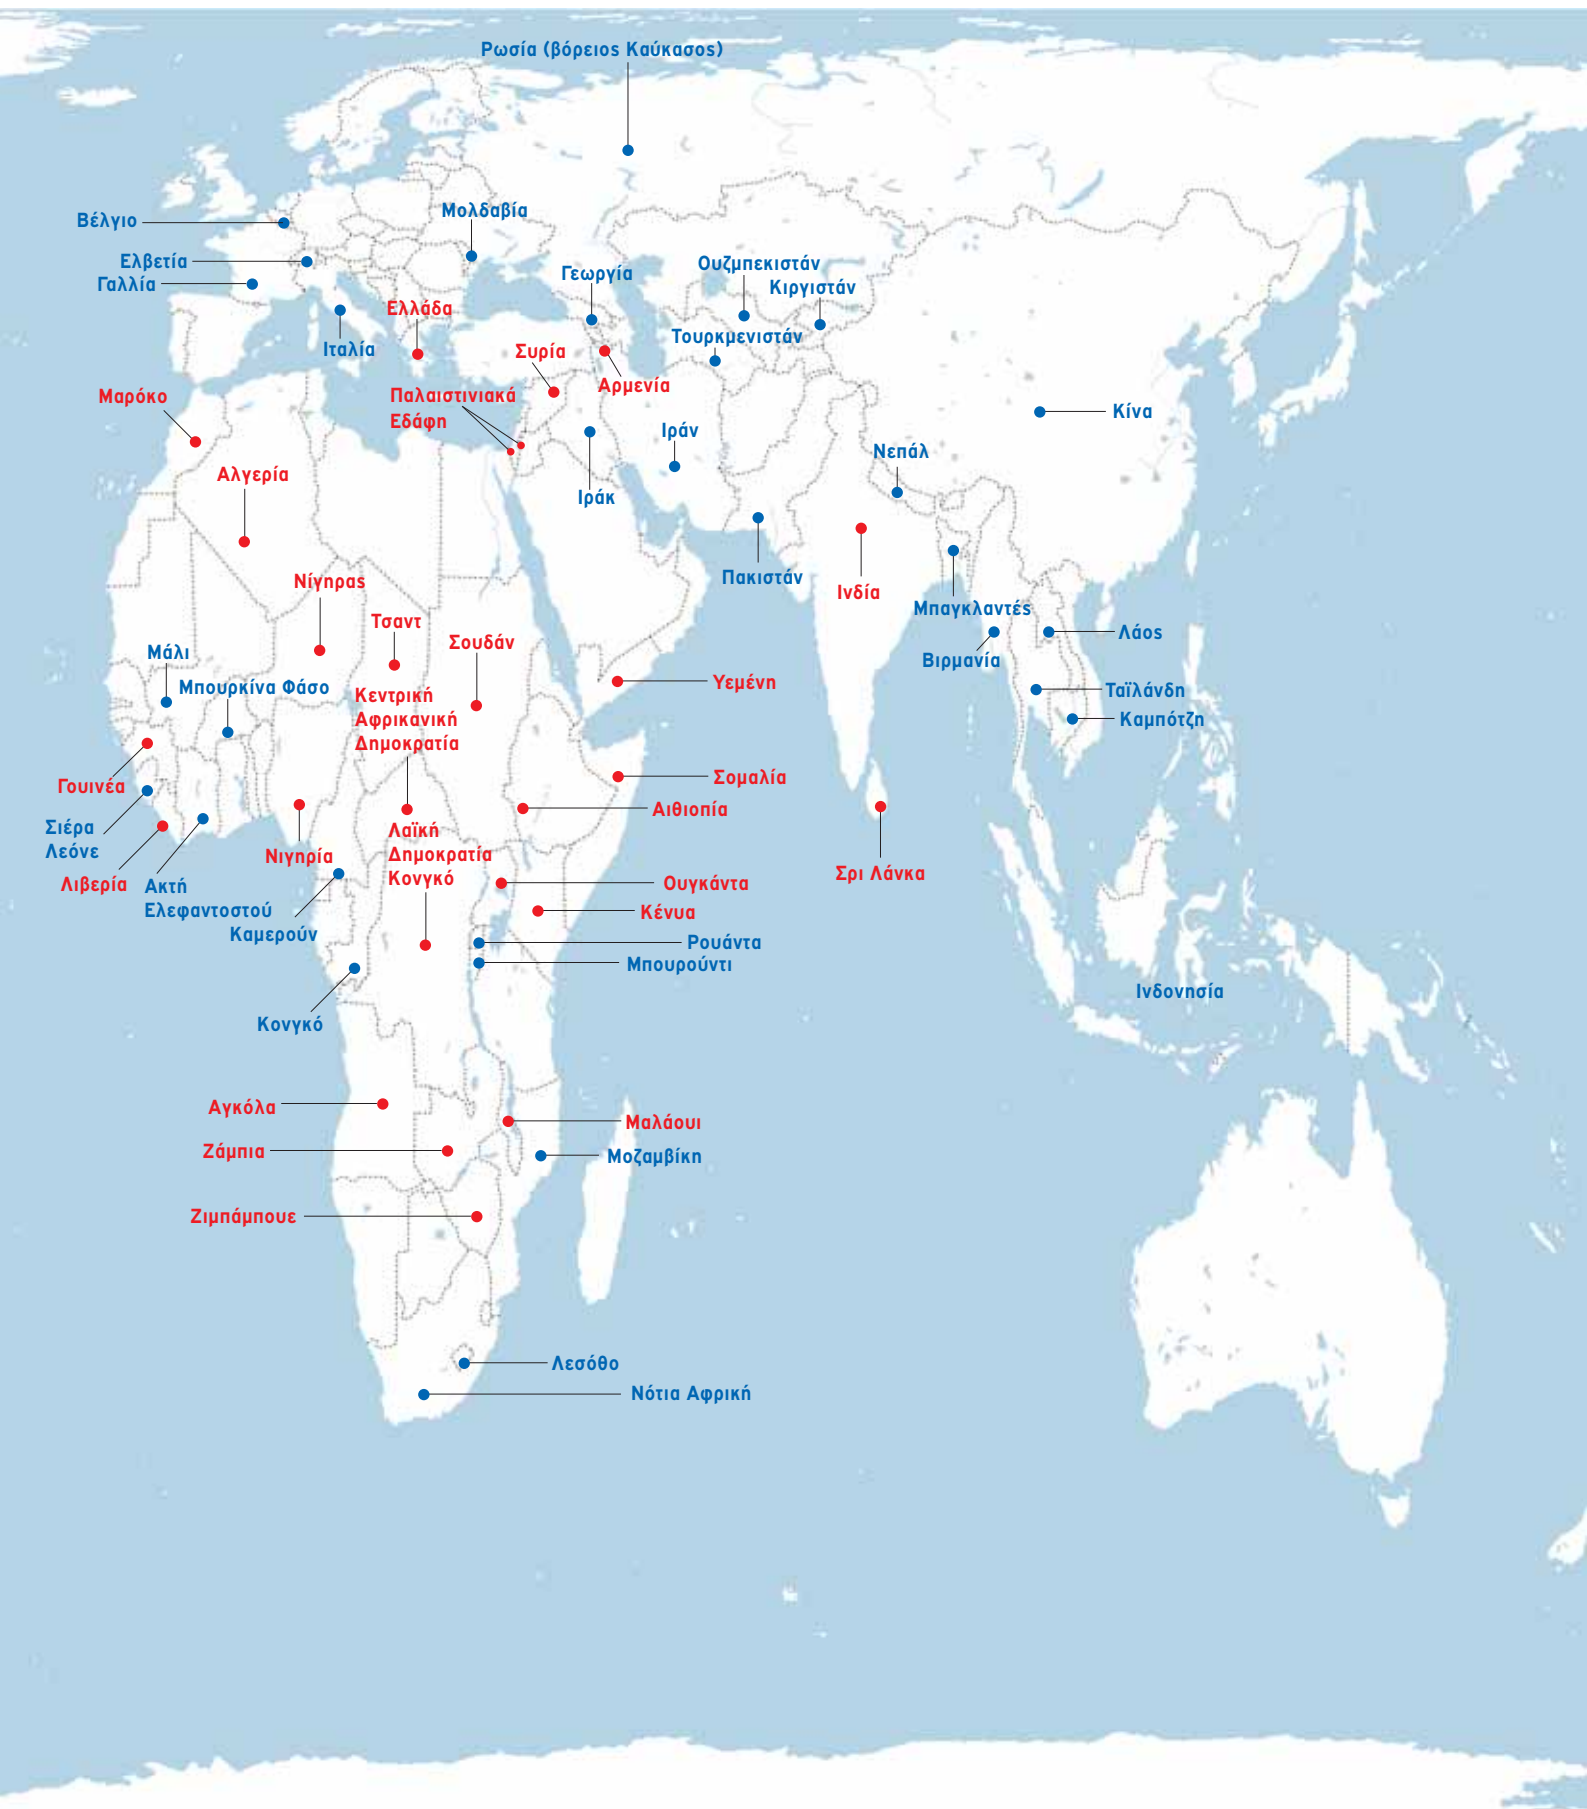 Ρωσία (βόρειος Καύκασος)
Βέλγιο
Μολδαβία
Ελβετία
Γαλλία
Γεωργία
Ουζμπεκιστάν
Κιργιστάν
Ελλάδα
Τουρκμενιστάν
Ιταλία
Συρία
Αρμενία
Μαρόκο
Παλαιστινιακά
Εδάφη
Κίνα
Ιράν
Νεπάλ
Αλγερία
Ιράκ
Πακιστάν
Ινδία
Νίγηρας
Μπαγκλαντές
Τσαντ
Λάος
Σουδάν
Μάλι
Βιρμανία
Μπουρκίνα Φάσο
Υεμένη
Ταϊλάνδη
Κεντρική
Αφρικανική
Δημοκρατία
Καμπότζη
Σομαλία
Γουινέα
Αιθιοπία
Σιέρα
Λεόνε
Λαϊκή
Δημοκρατία
Κονγκό
Νιγηρία
Σρι Λάνκα
Λιβερία
Ακτή
Ελεφαντοστού
Ουγκάντα
Κένυα
Καμερούν
Ρουάντα
Μπουρούντι
Ινδονησία
Κονγκό
Αγκόλα
Μαλάουι
Ζάμπια
Μοζαμβίκη
Ζιμπάμπουε
Λεσόθο
Νότια Αφρική